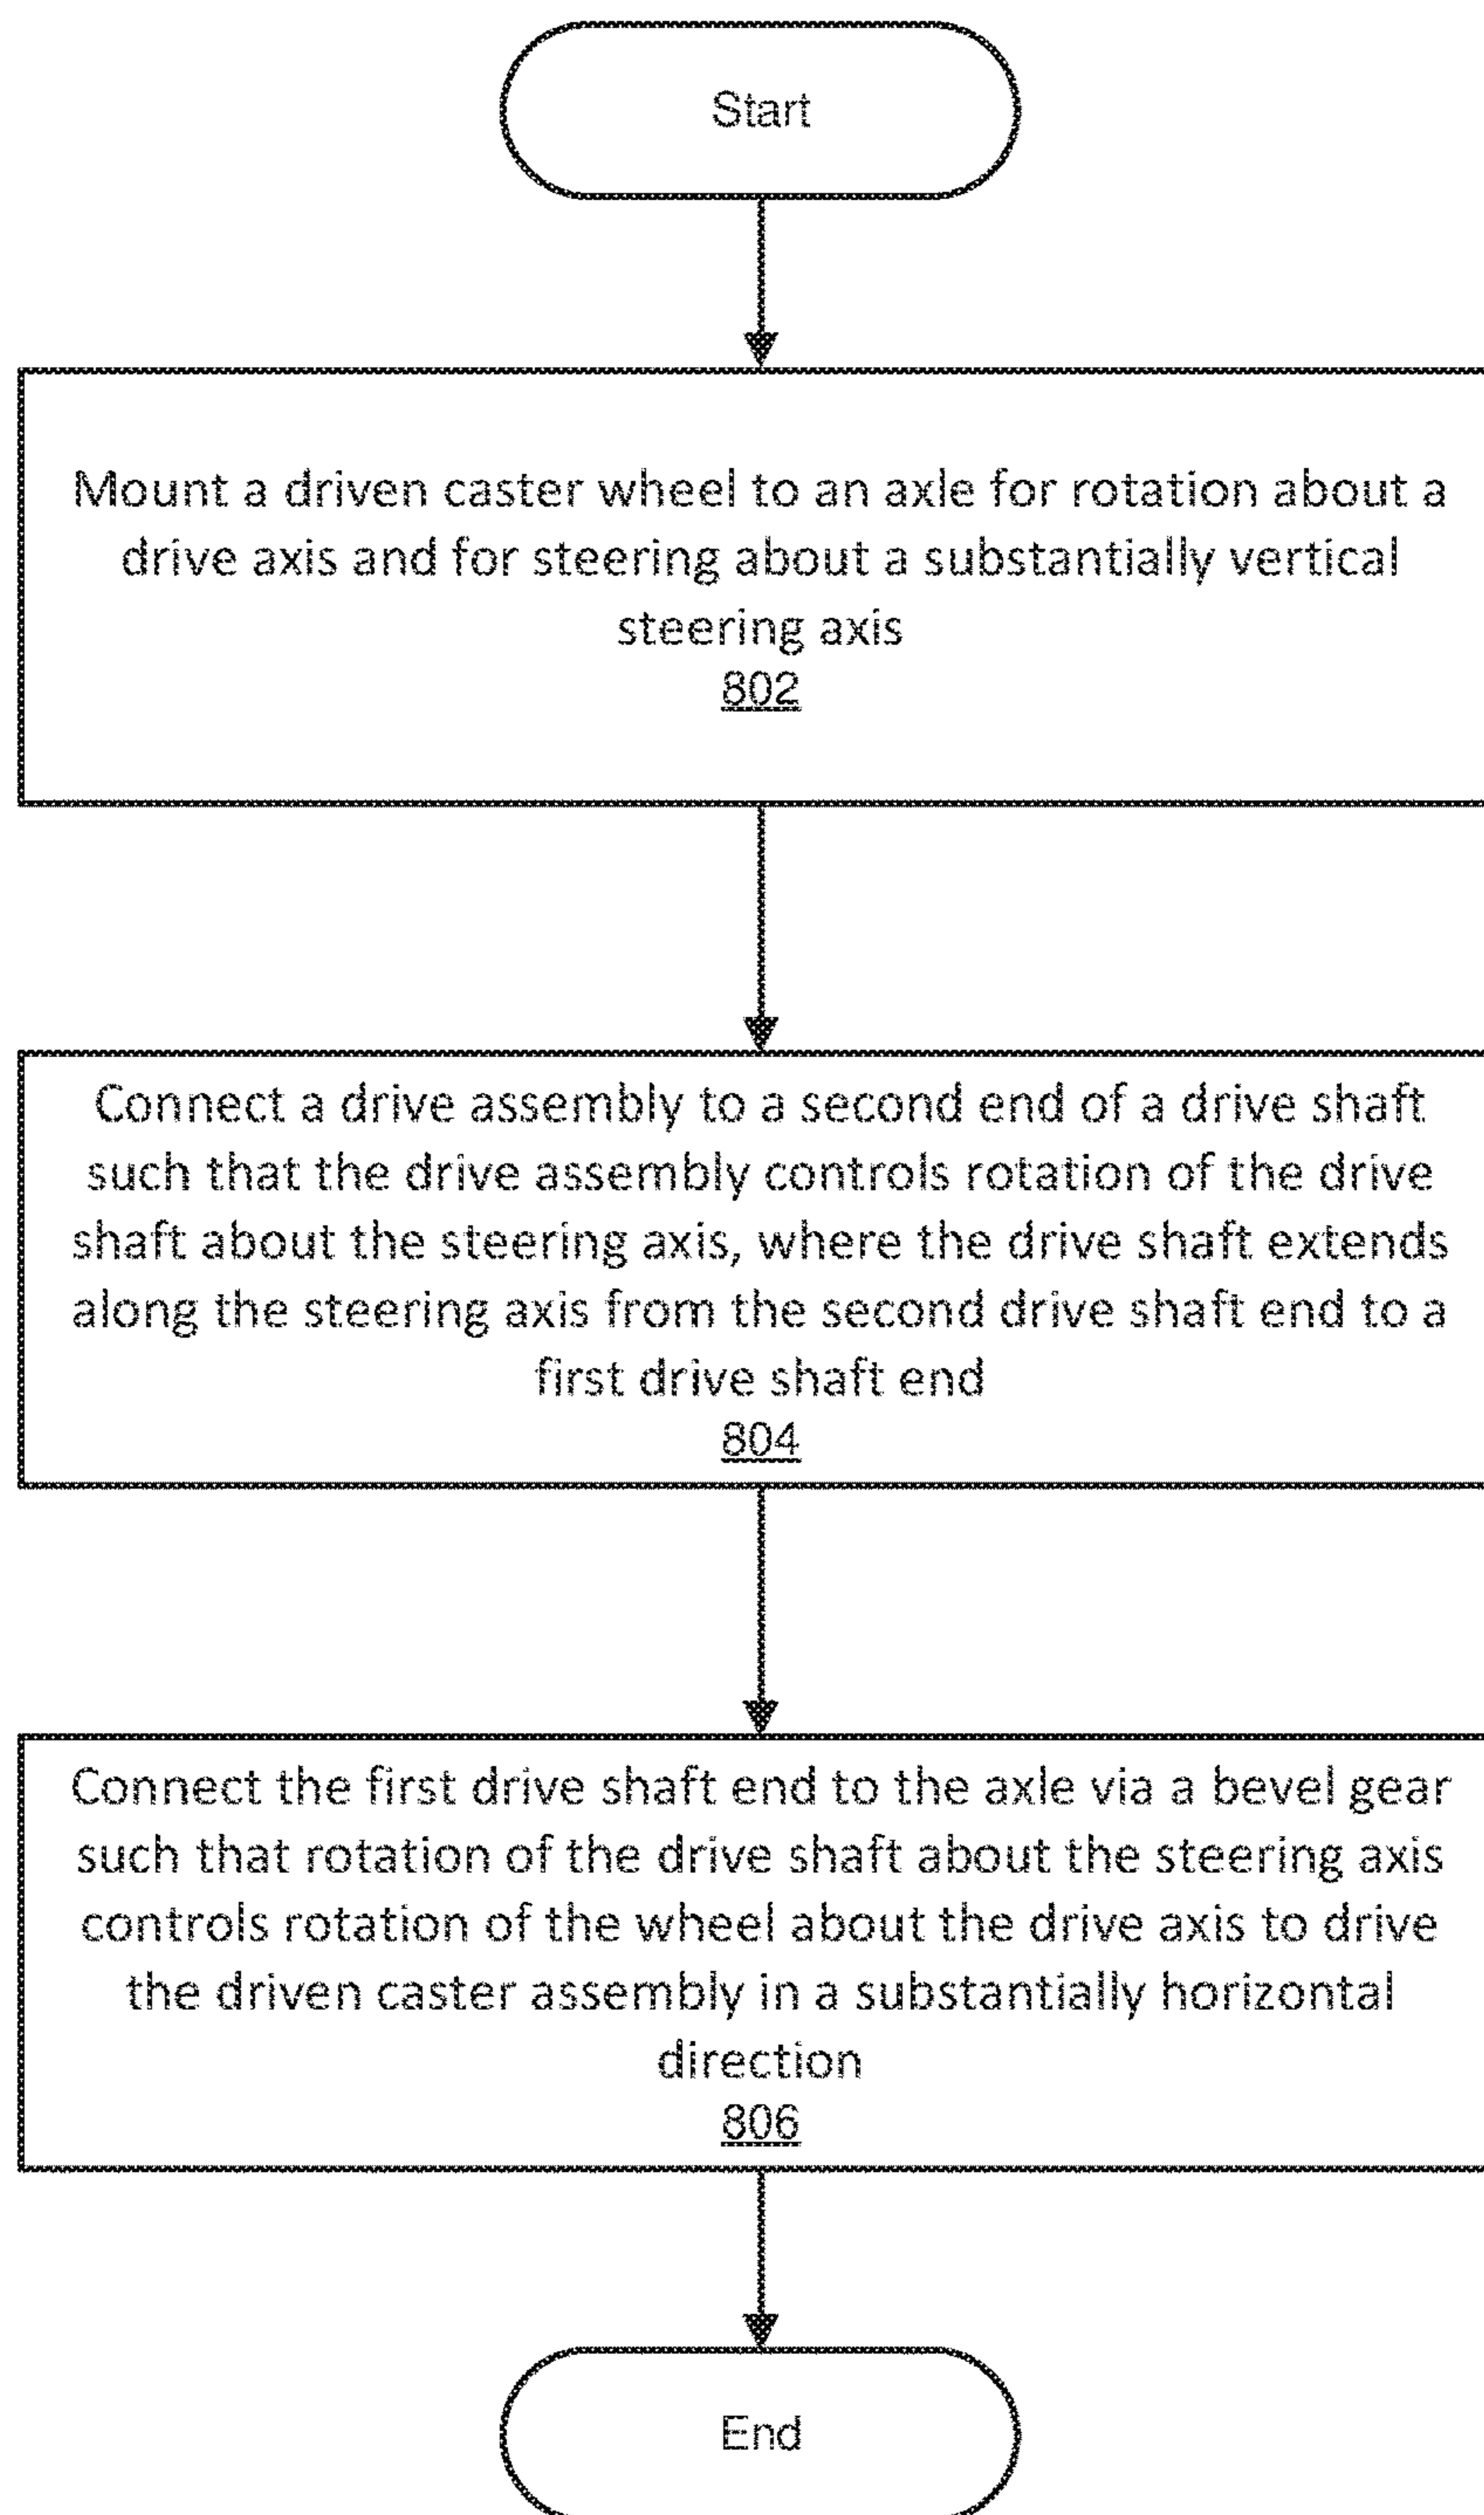 Start
Mount a driven caster wheel to an axle for rotation about a
drive axis and for steering about a substantially vertical
steering axis
802
Connect a drive assembly to a second end of a drive shaft
such that the drive assembly controls rotation of the drive
shaft about the steering axis, where the drive shaft extends
along the steering axis from the second drive shaft end to a
first drive shaft end
804
Connect the first drive shaft end to the axle via a bevel gear
such that rotation of the drive shaft about the steering axis
controls rotation of the wheel about the drive axis to drive
the driven caster assembly in a substantially horizontal
direction
806
End